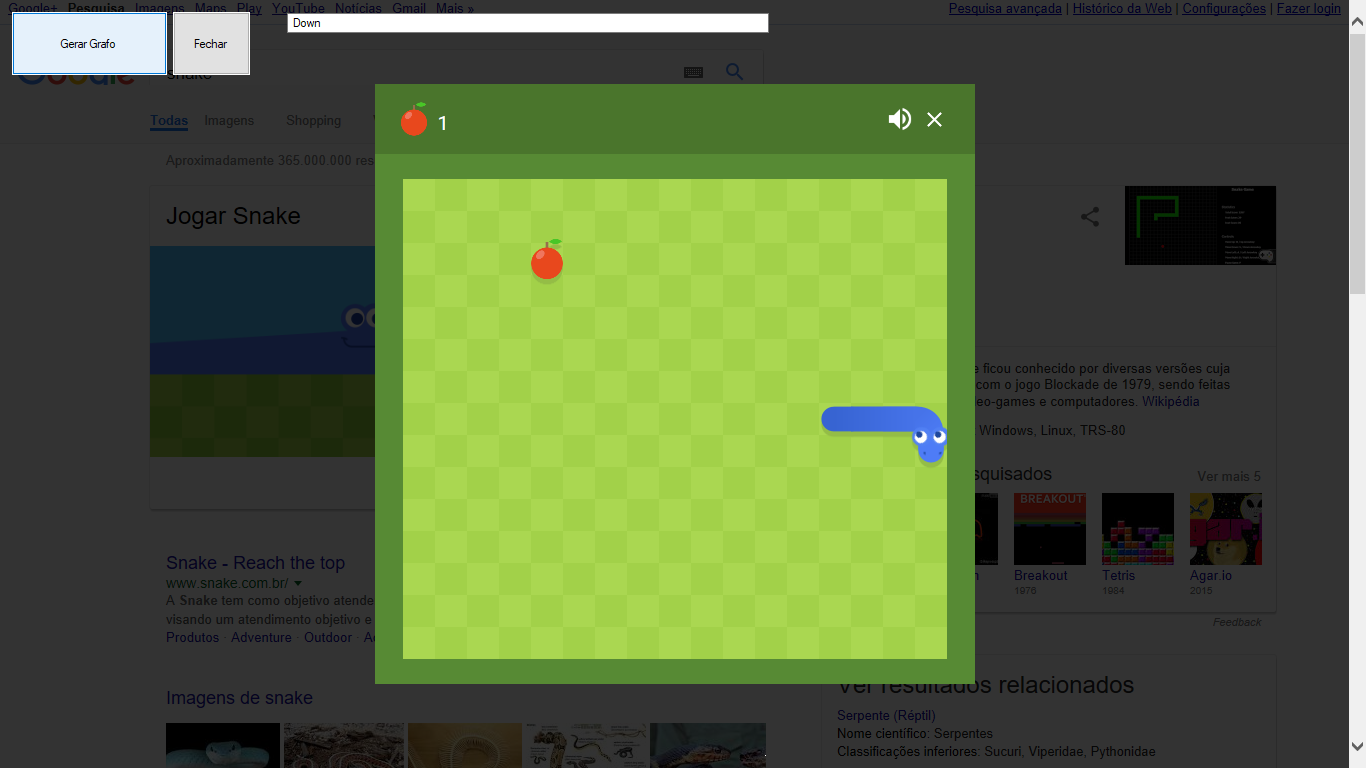 Google+ Pesquisa Imagens Maps Play YouTube Notícias Gmail Mais »
Pesquisa avançada | Histórico da Web | Configurações | Fazer login
Gerar Grafo
Fechar
Down
Google
snake
1
Todas Imagens Shopping
Aproximadamente 365.000.000 res
Jogar Snake
e ficou conhecido por diversas versões cuja
com o jogo Blockade de 1979, sendo feitas
eo-games e computadores. Wikipédia
Windows, Linux, TRS-80
squisados
Ver mais 5
BREAKOUT
Breakout
1976
Tetris
1984
Agar.io
2015
Feedback
Snake - Reach the top
www.snake.com.br/
A Snake tem como objetivo atende
visando um atendimento objetivo e
Produtos · Adventure · Outdoor · Ac
Imagens de snake
Ver resultados relacionados
Serpente (Réptil)
Nome científico: Serpentes
Classificações inferiores: Sucuri, Viperidae, Pythonidae